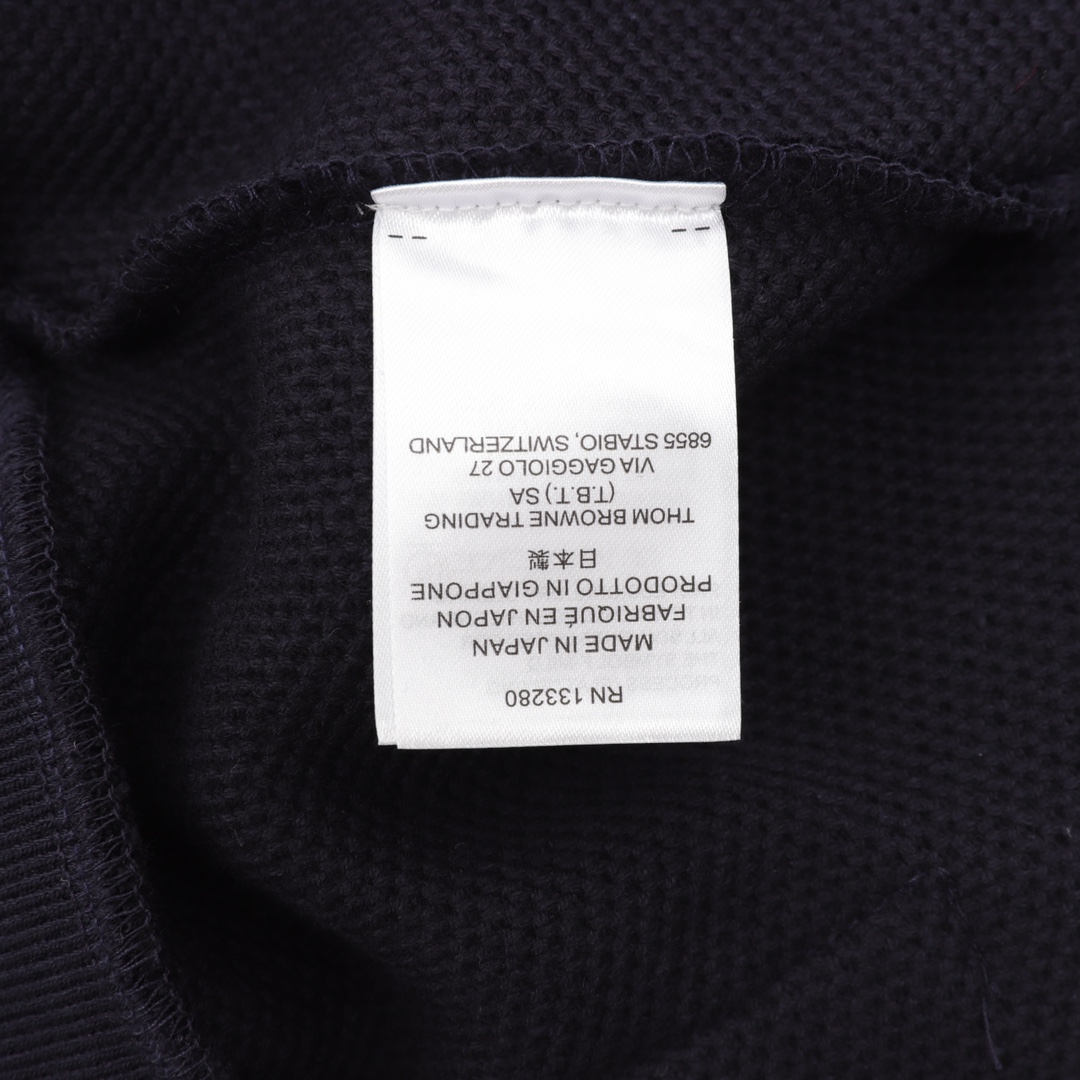 RN 133280
MADE IN JAPAN
FABRIQUÉ EN JAPON
PRODOTTO IN GIAPPONE
日本製
THOM BROWNE TRADING
(T.B.T.) SA
VIA GAGGIOLO 27
6855 STABIO, SWITZERLAND